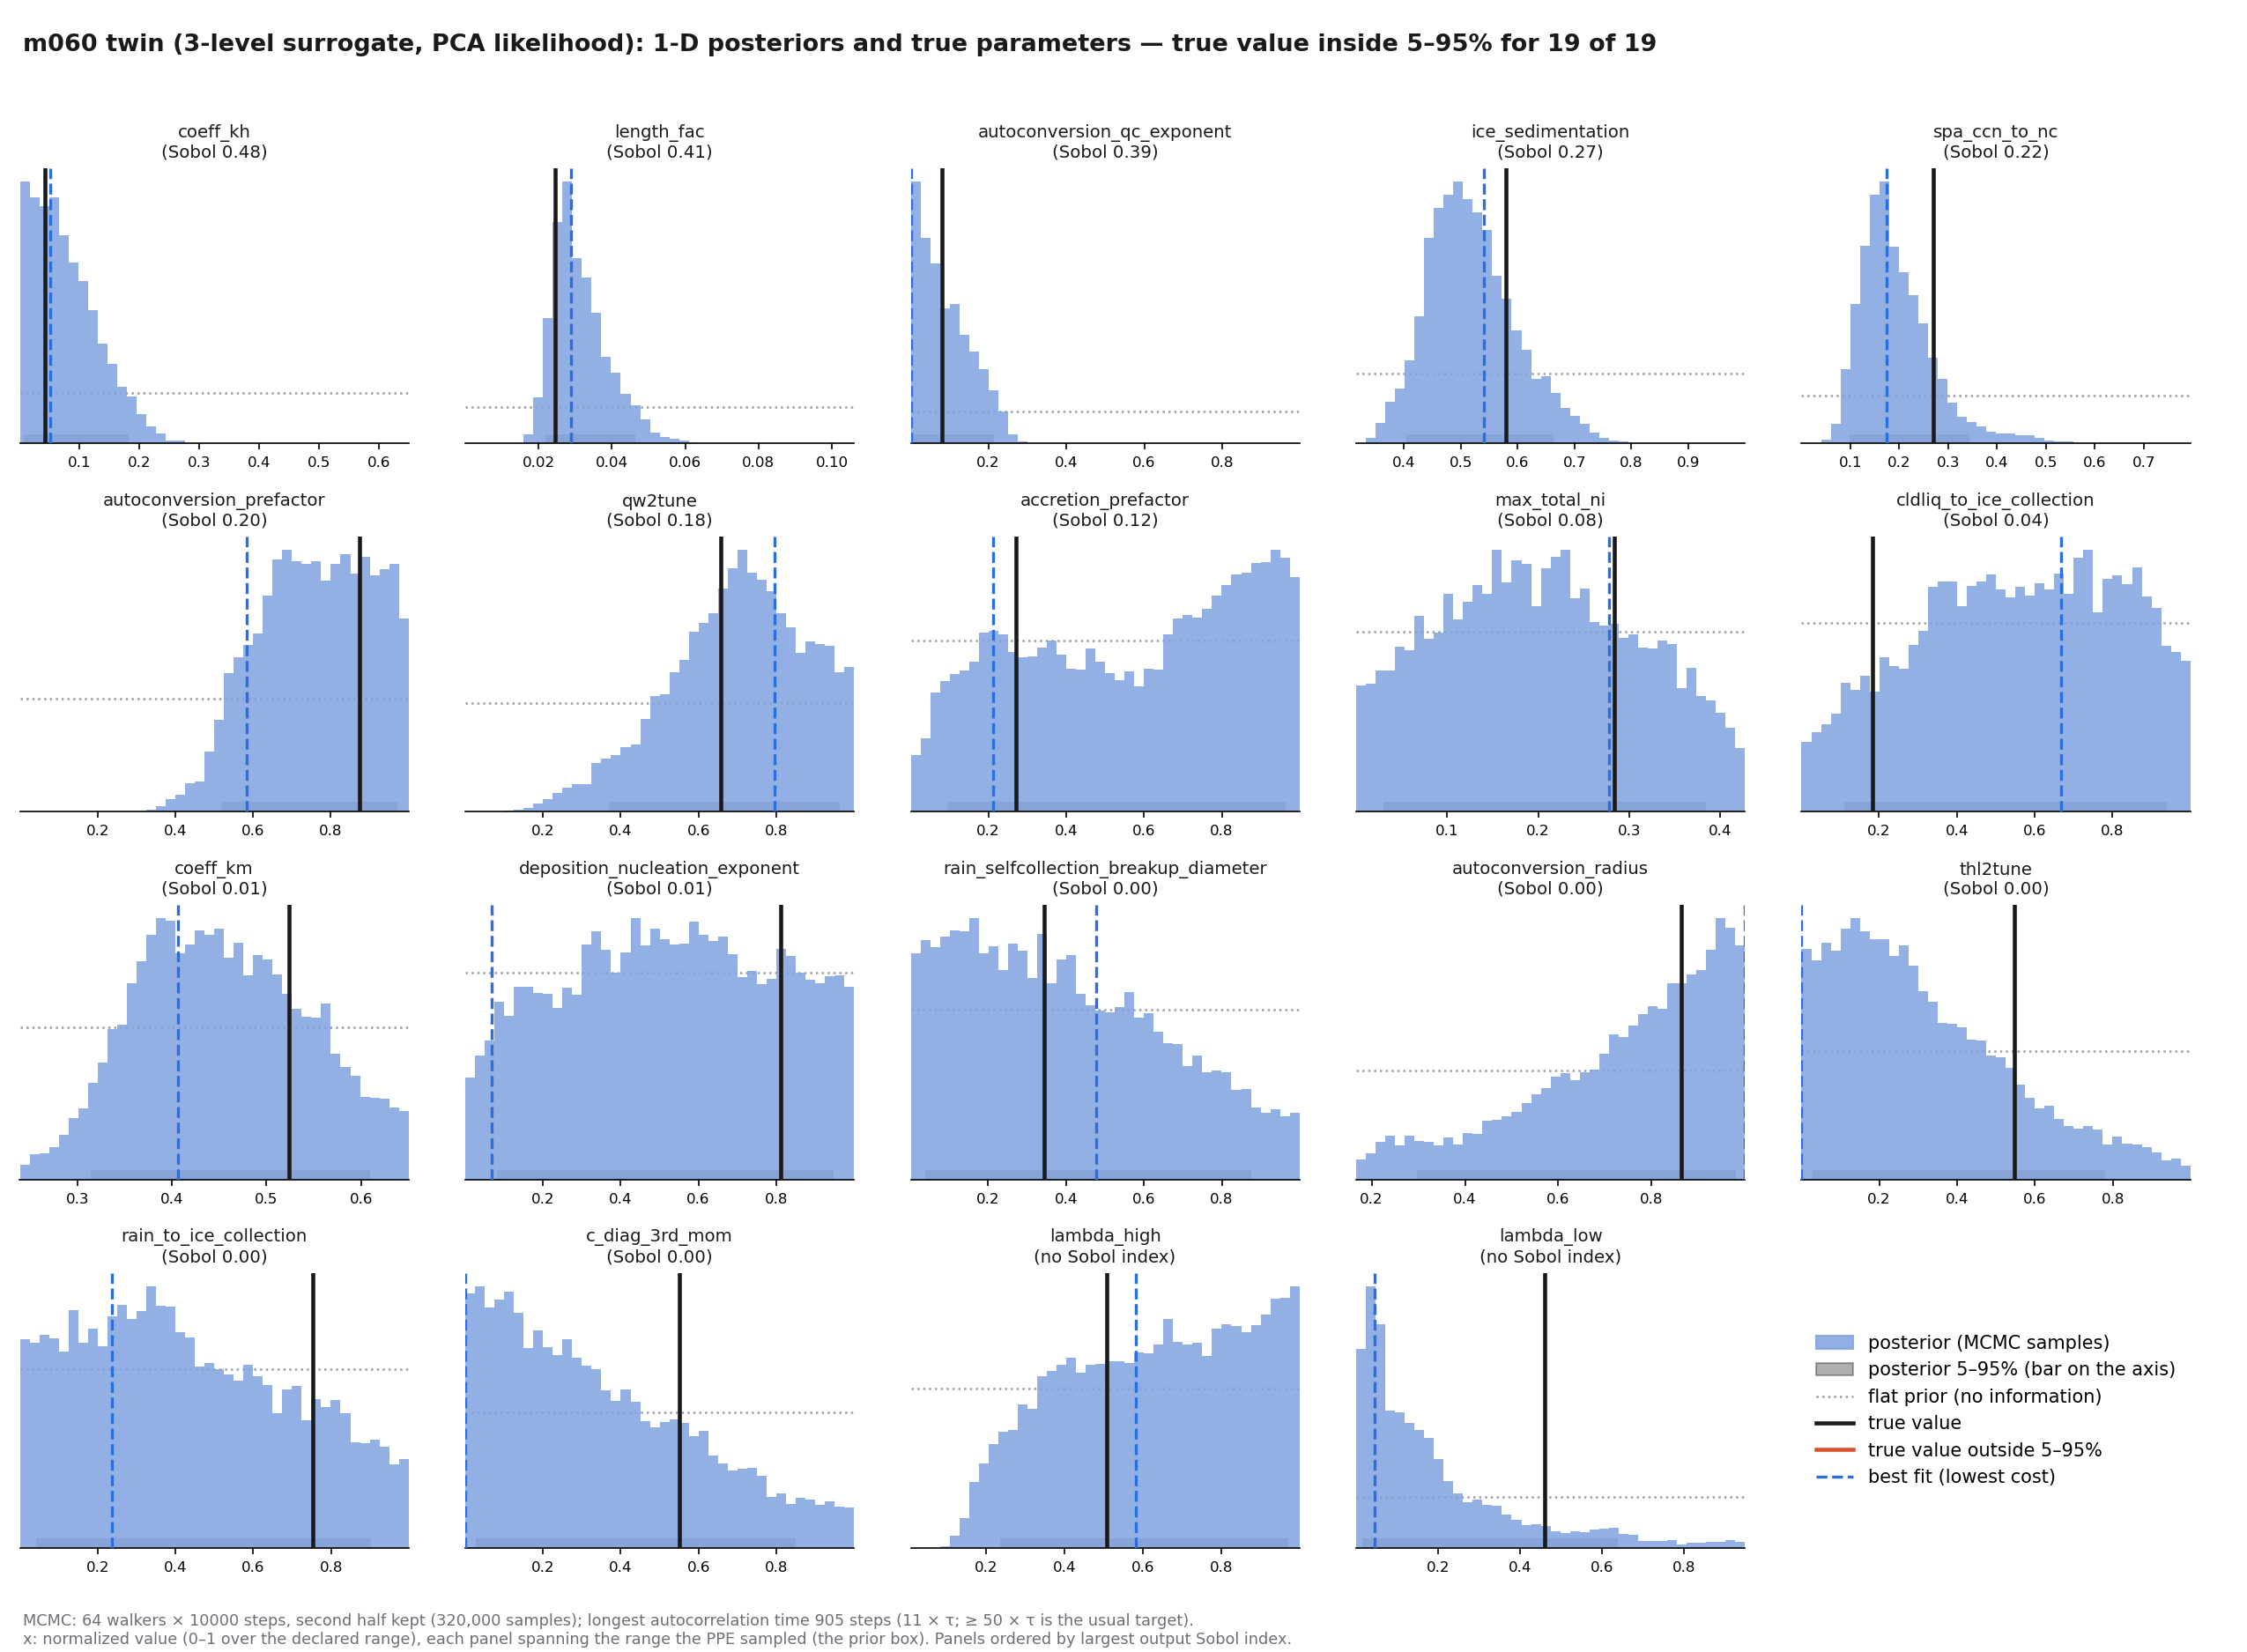 m060 twin (3-level surrogate, PCA likelihood): 1-D posteriors and true parameters — true value inside 5–95% for 19 of 19
coeff_kh
(Sobol 0.48)
length_fac
(Sobol 0.41)
autoconversion_qc_exponent
(Sobol 0.39)
ice_sedimentation
(Sobol 0.27)
spa_ccn_to_nc
(Sobol 0.22)
0.1 0.2 0.3 0.4 0.5 0.6
0.02 0.04 0.06 0.08 0.10
0.2 0.4 0.6 0.8
0.4 0.5 0.6 0.7 0.8 0.9
0.1 0.2 0.3 0.4 0.5 0.6 0.7
autoconversion_prefactor
(Sobol 0.20)
qw2tune
(Sobol 0.18)
accretion_prefactor
(Sobol 0.12)
max_total_ni
(Sobol 0.08)
cldliq_to_ice_collection
(Sobol 0.04)
0.2 0.4 0.6 0.8
0.2 0.4 0.6 0.8
0.2 0.4 0.6 0.8
0.1 0.2 0.3 0.4
0.2 0.4 0.6 0.8
coeff_km
(Sobol 0.01)
deposition_nucleation_exponent
(Sobol 0.01)
rain_selfcollection_breakup_diameter
(Sobol 0.00)
autoconversion_radius
(Sobol 0.00)
thl2tune
(Sobol 0.00)
0.3 0.4 0.5 0.6
0.2 0.4 0.6 0.8
0.2 0.4 0.6 0.8
0.2 0.4 0.6 0.8
0.2 0.4 0.6 0.8
rain_to_ice_collection
(Sobol 0.00)
c_diag_3rd_mom
(Sobol 0.00)
lambda_high
(no Sobol index)
lambda_low
(no Sobol index)
0.2 0.4 0.6 0.8
0.2 0.4 0.6 0.8
0.2 0.4 0.6 0.8
0.2 0.4 0.6 0.8
posterior (MCMC samples)
posterior 5–95% (bar on the axis)
flat prior (no information)
true value
true value outside 5–95%
best fit (lowest cost)
MCMC: 64 walkers × 10000 steps, second half kept (320,000 samples); longest autocorrelation time 905 steps (11 × τ; ≥ 50 × τ is the usual target).
x: normalized value (0–1 over the declared range), each panel spanning the range the PPE sampled (the prior box). Panels ordered by largest output Sobol index.